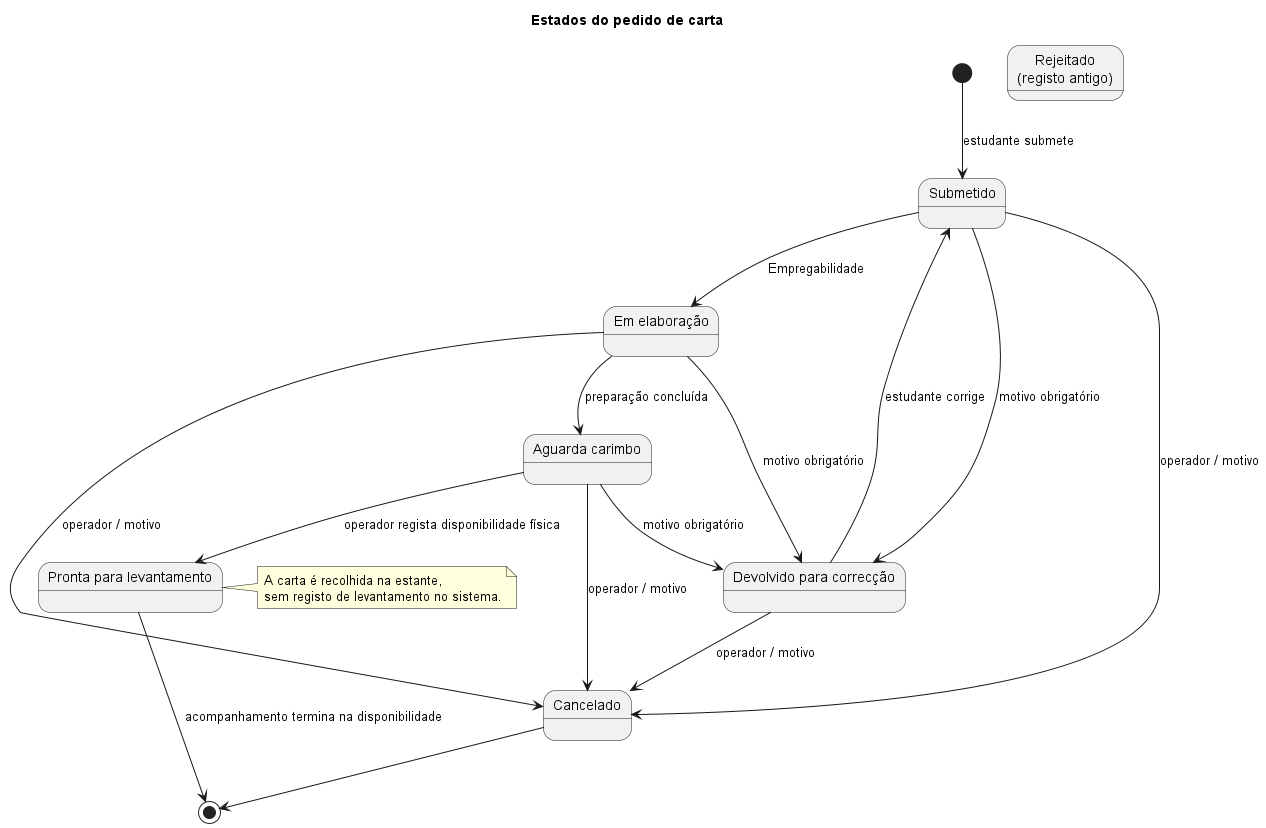 Estados do pedido de carta
Rejeitado
(registo antigo)
estudante submete
Submetido
Empregabilidade
Em elaboração
preparação concluída
estudante corrige
motivo obrigatório
Aguarda carimbo
motivo obrigatório
operador / motivo
operador / motivo
operador regista disponibilidade física
motivo obrigatório
Pronta para levantamento
A carta é recolhida na estante,
sem registo de levantamento no sistema.
Devolvido para correcção
operador / motivo
operador / motivo
Cancelado
acompanhamento termina na disponibilidade